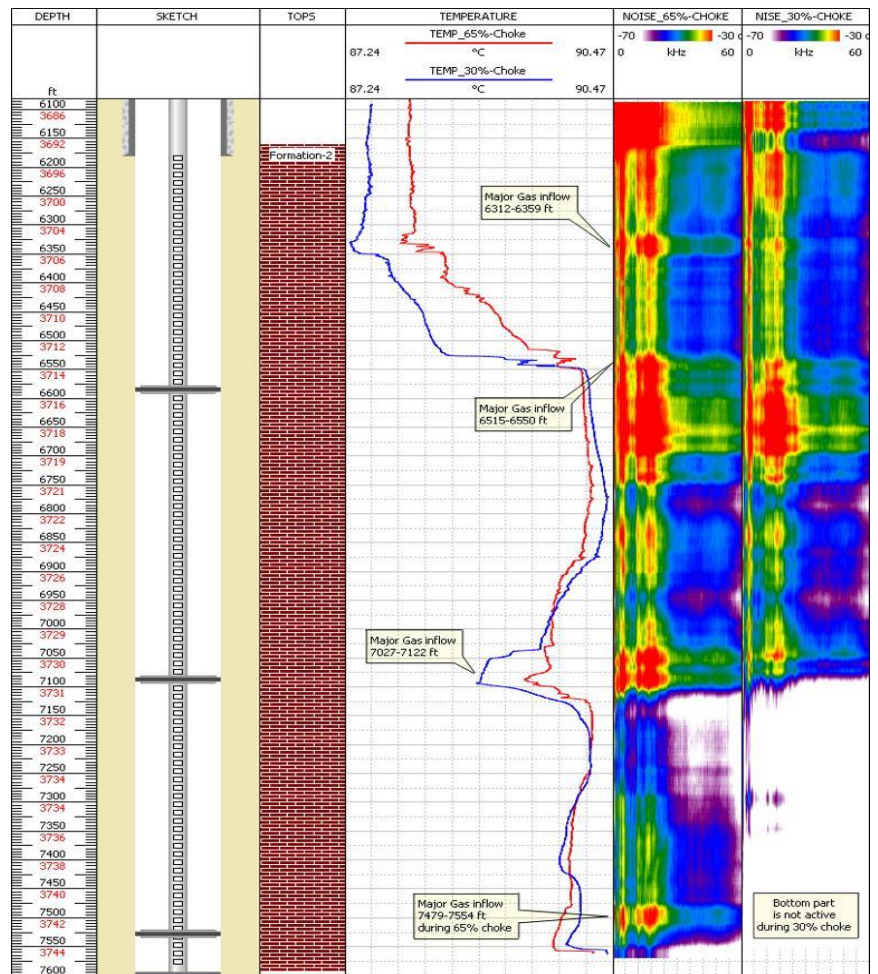 DEPTH
SKETCH
TOPS
TEMPERATURE
NOISE_65%-CHOKE
NISE_30%-CHOKE
TEMP_65%-Choke
87.24 °C 90.47
TEMP_30%-Choke
87.24 °C 90.47
-70 -30 d
0 kHz 60
-70 -30 d
0 kHz 60
ft
6100
3686
6150
3692
6200
3696
6250
3700
6300
3704
6350
3706
6400
3708
6450
3710
6500
3712
6550
3714
6600
3716
6650
3718
6700
3719
6750
3721
6800
3722
6850
3724
6900
3726
6950
3728
7000
3729
7050
3730
7100
3731
7150
3732
7200
3733
7250
3734
7300
3734
7350
3736
7400
3738
7450
3740
7500
3742
7550
3744
7600
Formation-2
Major Gas inflow
6312-6359 ft
Major Gas inflow
6515-6550 ft
Major Gas inflow
7027-7122 ft
Major Gas inflow
7479-7554 ft
during 65% choke
Bottom part
is not active
during 30% choke